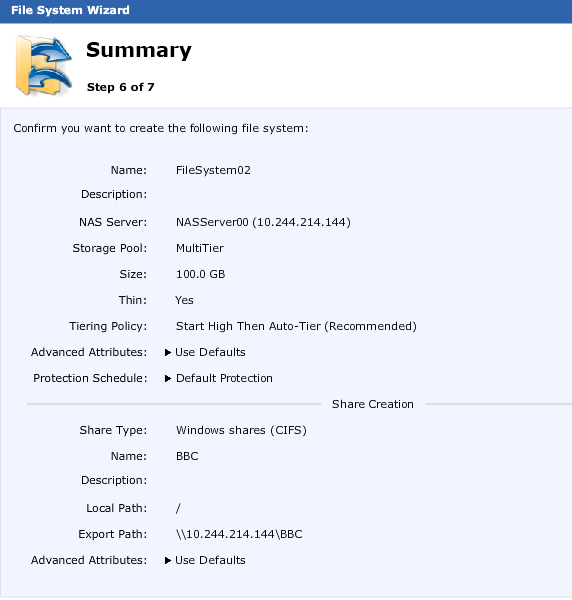 File System Wizard
Summary
Step 6 of 7
Confirm you want to create the following file system:
Name: FileSystem02
Description:
NAS Server: NASServer00 (10.244.214.144)
Storage Pool: MultiTier
Size: 100.0 GB
Thin: Yes
Tiering Policy: Start High Then Auto-Tier (Recommended)
Advanced Attributes: Use Defaults
Protection Schedule: Default Protection
Share Creation
Share Type: Windows shares (CIFS)
Name: BBC
Description:
Local Path: /
Export Path: \\10.244.214.144\BBC
Advanced Attributes: Use Defaults